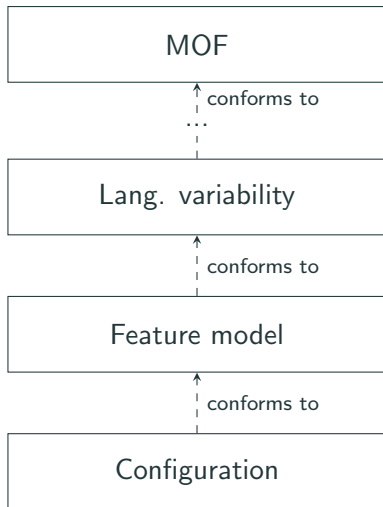 MOF
conforms to
...
Lang. variability
conforms to
Feature model
conforms to
Configuration